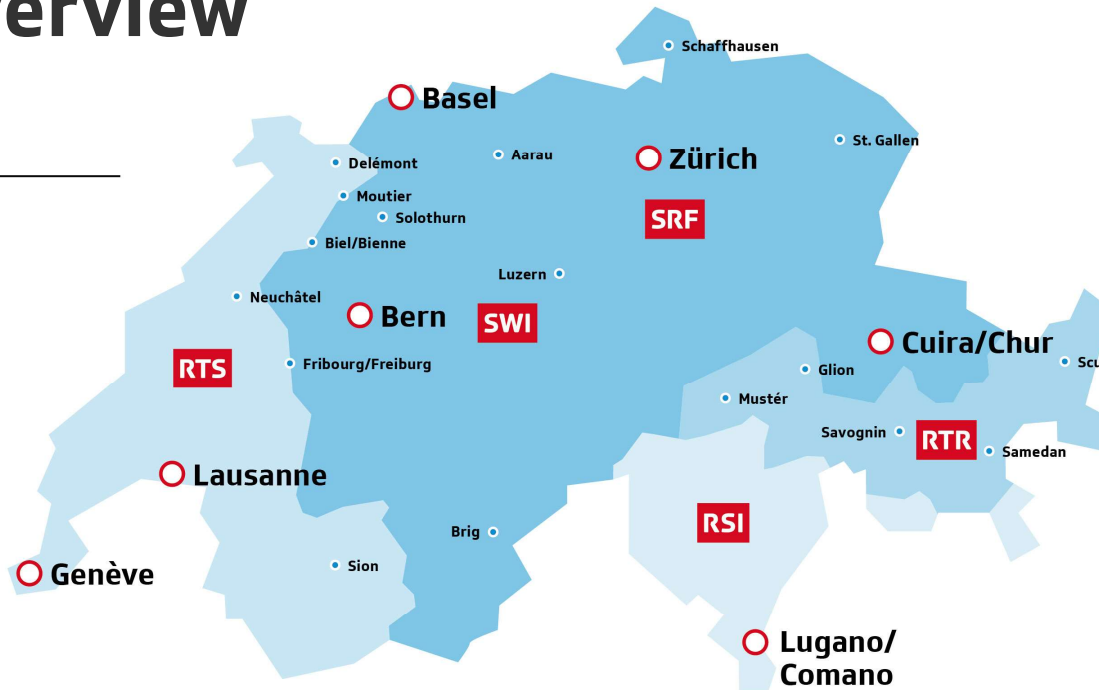 Schaffhausen
Basel
St. Gallen
Aarau
Zürich
Delémont
Moutier
Solothurn
SRF
Biel/Bienne
Luzern
Neuchâtel
Bern
SWI
Cuira/Chur
RTS
Fribourg/Freiburg
Glion
Mustér
Savognin
RTR
Samedan
Lausanne
RSI
Brig
Sion
Genève
Lugano/
Comano